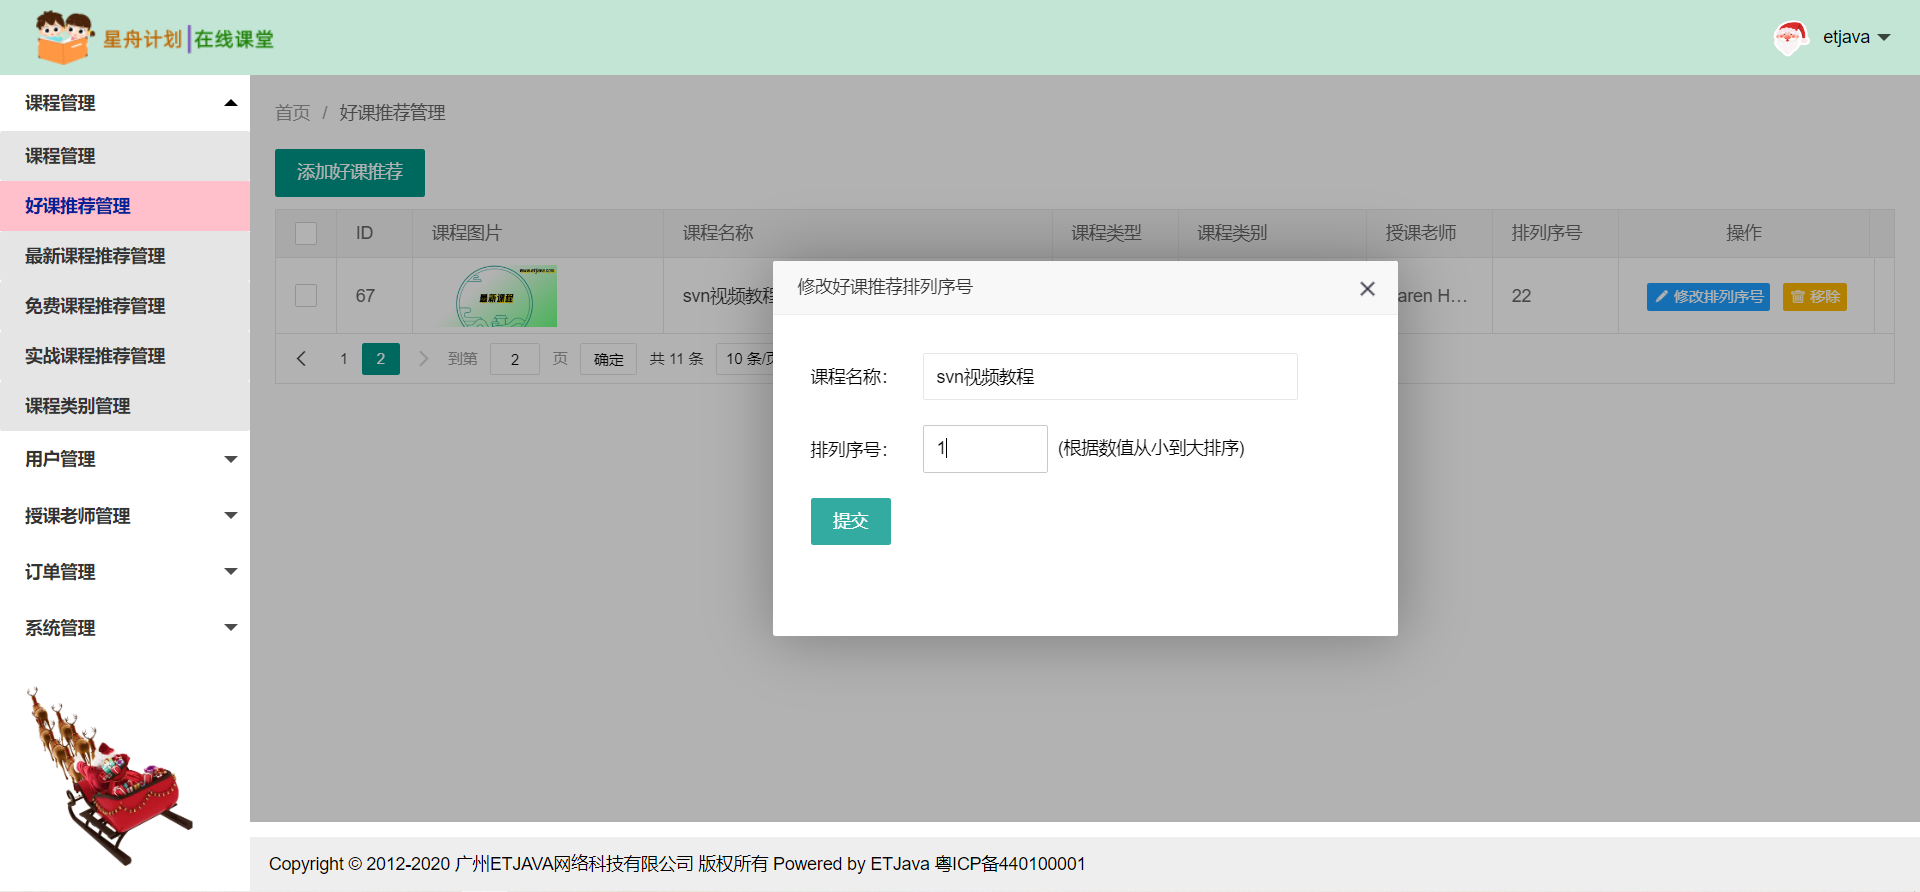 星舟计划|在线课堂
etjava
课程管理
课程管理
好课推荐管理
最新课程推荐管理
免费课程推荐管理
实战课程推荐管理
课程类别管理
用户管理
授课老师管理
订单管理
系统管理
首页 / 好课推荐管理
添加好课推荐
ID 课程图片 课程名称 课程类型 课程类别 授课老师 排列序号 操作
67 最新课程 svn视频教程 aren H... 22 修改排列序号 移除
1 2 到第 2 页 确定 共 11 条 10 条/页
修改好课推荐排列序号
课程名称： svn视频教程
排列序号： 1 (根据数值从小到大排序)
提交
Copyright © 2012-2020 广州ETJAVA网络科技有限公司 版权所有 Powered by ETJava 粤ICP备440100001